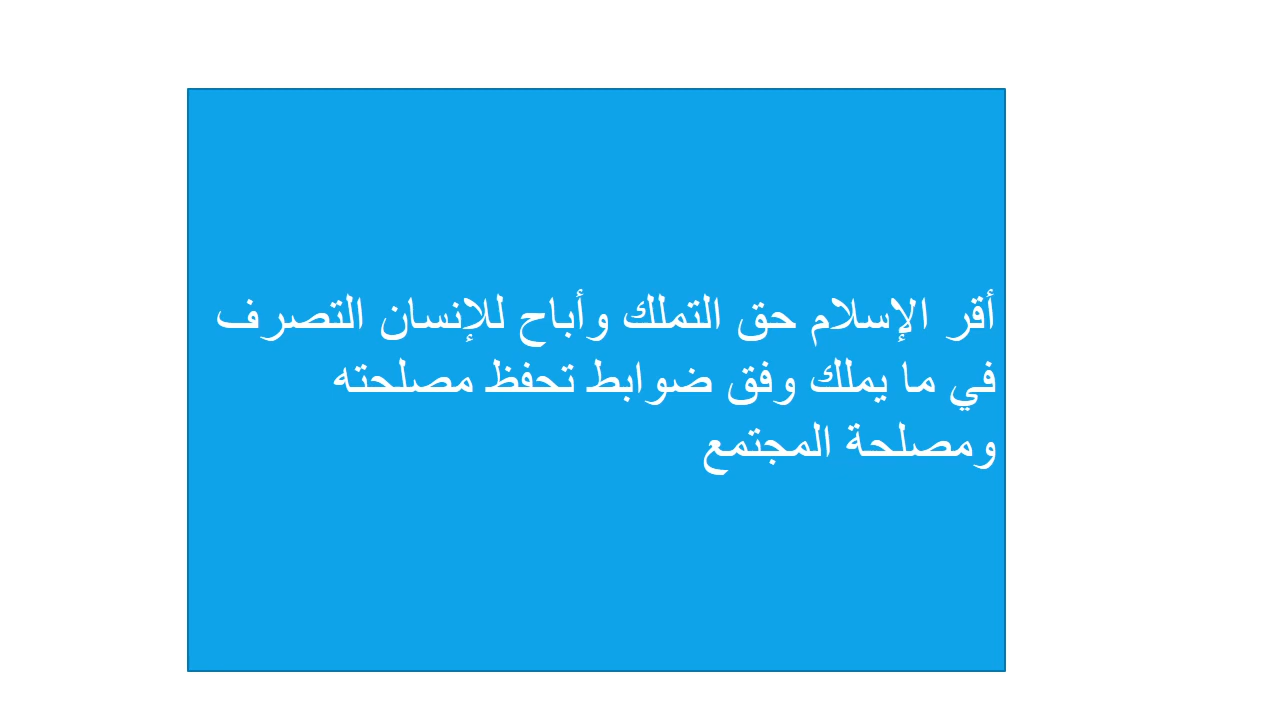 أقر الإسلام حق التملك وأباح للإنسان التصرف
في ما يملك وفق ضوابط تحفظ مصلحته
ومصلحة المجتمع